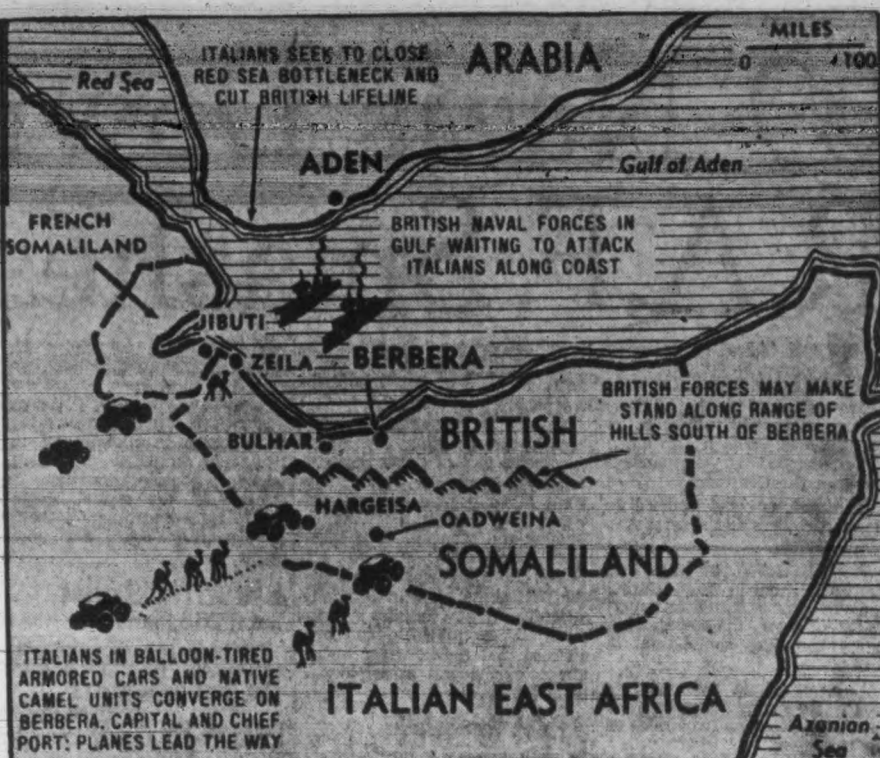 MILES
0 100
ITALIANS SEEK TO CLOSE
RED SEA BOTTLENECK AND
CUT BRITISH LIFELINE
ARABIA
Red Sea
ADEN
Gulf of Aden
FRENCH
SOMALILAND
BRITISH NAVAL FORCES IN
GULF WAITING TO ATTACK
ITALIANS ALONG COAST
JIBUTI
ZEILA
BERBERA
BRITISH FORCES MAY MAKE
STAND ALONG RANGE OF
HILLS SOUTH OF BERBERA
BULHAR
BRITISH
HARGEISA
OADWEINA
SOMALILAND
ITALIANS IN BALLOON-TIRED
ARMORED CARS AND NATIVE
CAMEL UNITS CONVERGE ON
BERBERA, CAPITAL AND CHIEF
PORT; PLANES LEAD THE WAY
ITALIAN EAST AFRICA
Azanian
Sea